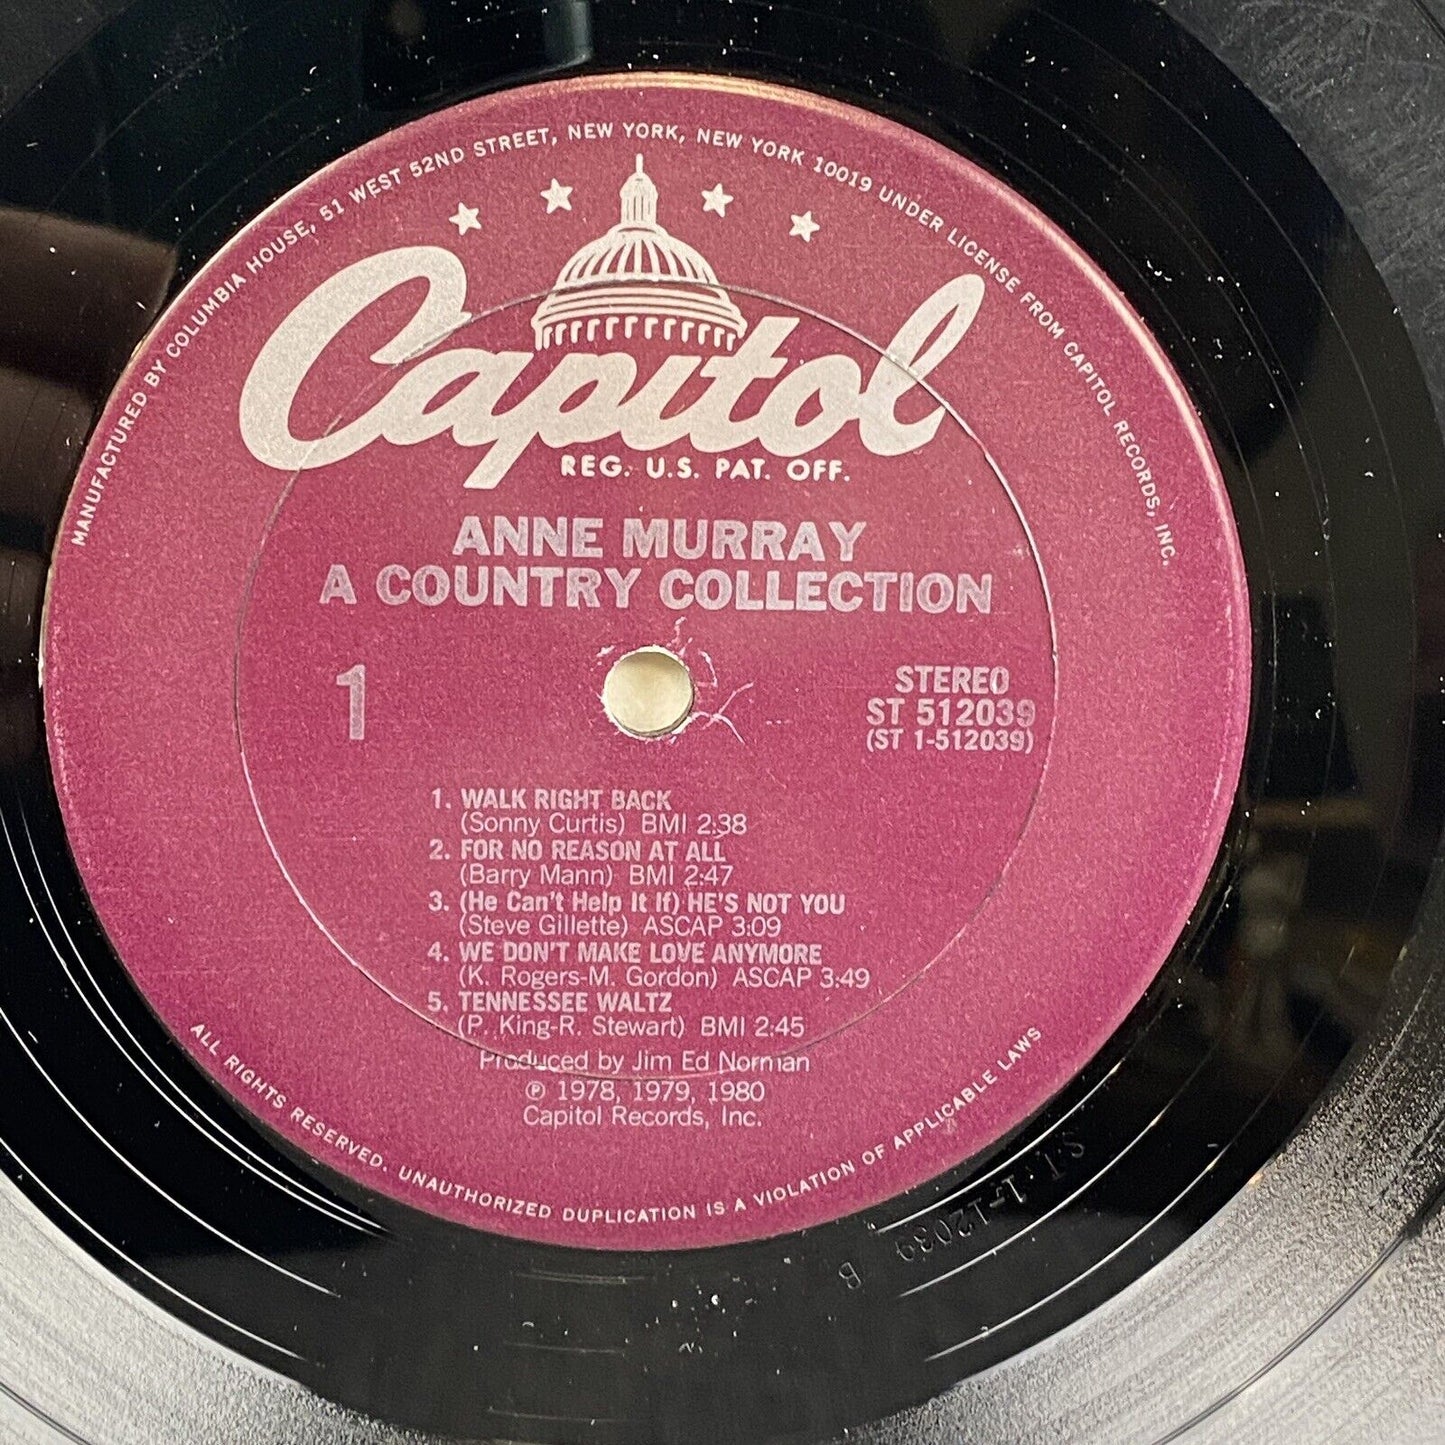 MANUFACTURED BY COLUMBIA HOUSE, 51 WEST 52ND STREET, NEW YORK, NEW YORK 10019 UNDER LICENSE FROM CAPITOL RECORDS, INC.
Capitol
REG. U.S. PAT. OFF.
ANNE MURRAY
A COUNTRY COLLECTION
1
STEREO
ST 512039
(ST 1-512039)
1. WALK RIGHT BACK
(Sonny Curtis) BMI 2:38
2. FOR NO REASON AT ALL
(Barry Mann) BMI 2:47
3. (He Can't Help It If) HE'S NOT YOU
(Steve Gillette) ASCAP 3:09
4. WE DON'T MAKE LOVE ANYMORE
(K. Rogers-M. Gordon) ASCAP 3:49
5. TENNESSEE WALTZ
(P. King-R. Stewart) BMI 2:45
Produced by Jim Ed Norman
℗ 1978, 1979, 1980
Capitol Records, Inc.
ALL RIGHTS RESERVED. UNAUTHORIZED DUPLICATION IS A VIOLATION OF APPLICABLE LAWS
S·T·1-12039 B